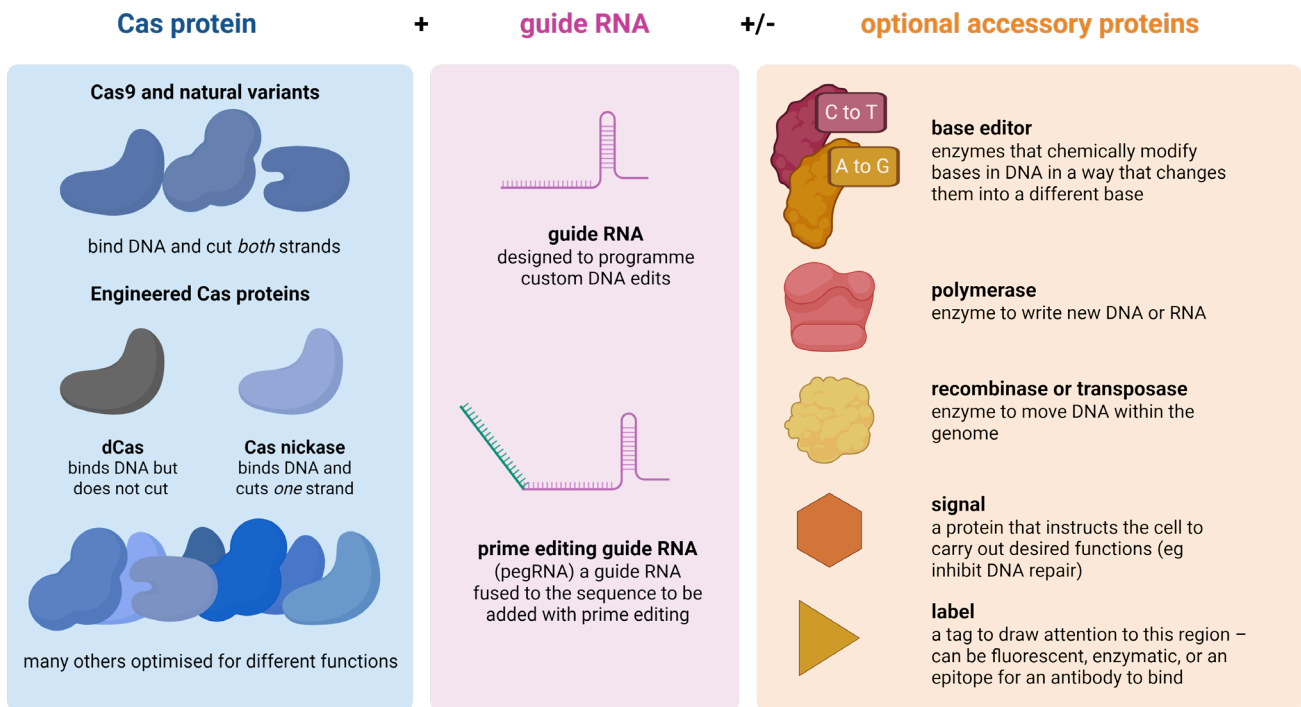 Cas protein + guide RNA +/- optional accessory proteins
Cas9 and natural variants
bind DNA and cut both strands
Engineered Cas proteins
dCas
binds DNA but
does not cut
Cas nickase
binds DNA and
cuts one strand
many others optimised for different functions
guide RNA
designed to programme
custom DNA edits
prime editing guide RNA
(pegRNA) a guide RNA
fused to the sequence to be
added with prime editing
C to T
A to G
base editor
enzymes that chemically modify
bases in DNA in a way that changes
them into a different base
polymerase
enzyme to write new DNA or RNA
recombinase or transposase
enzyme to move DNA within the
genome
signal
a protein that instructs the cell to
carry out desired functions (eg
inhibit DNA repair)
label
a tag to draw attention to this region –
can be fluorescent, enzymatic, or an
epitope for an antibody to bind